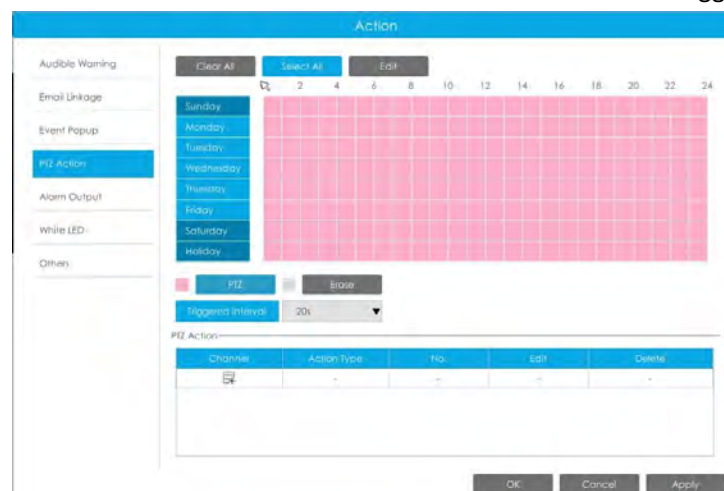 Action
Audible Warning
Email Linkage
Event Popup
PTZ Action
Alarm Output
White LED
Others
Clear All Select All Edit
2 4 6 8 10 12 14 16 18 20 22 24
Sunday
Monday
Tuesday
Wednesday
Thursday
Friday
Saturday
Holiday
PTZ Erase
Triggered Interval 20s
PTZ Action
Channel Action Type No. Edit Delete
- - - -
OK Cancel Apply